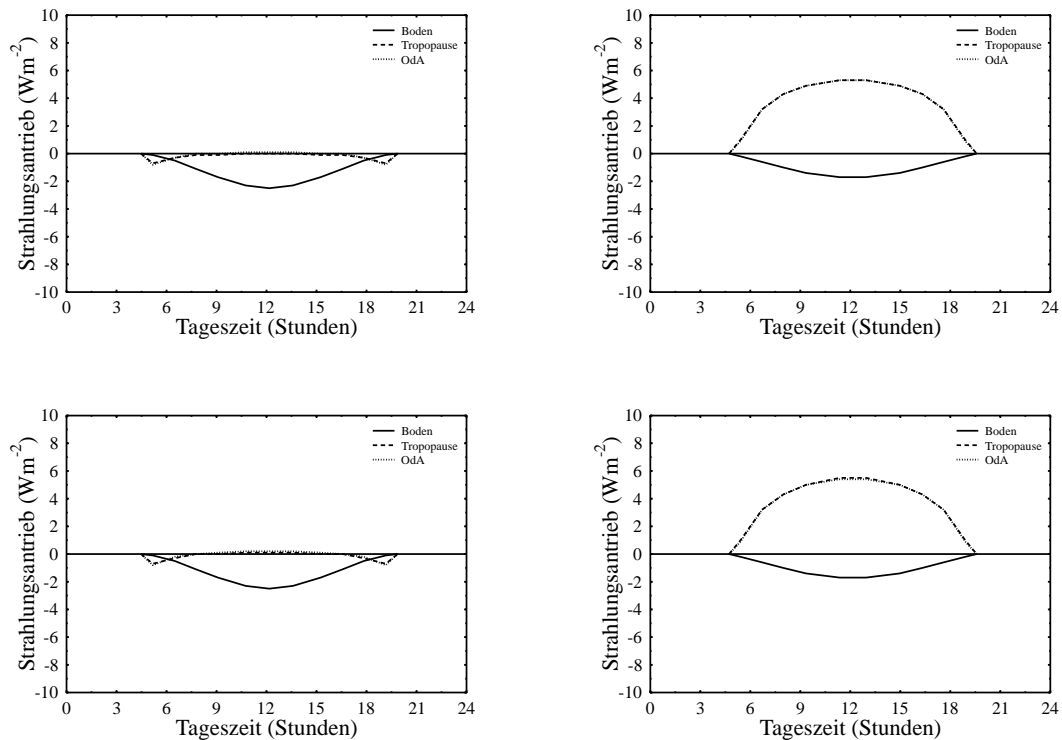 10
8
6
4
2
0
-2
-4
-6
-8
-10
Strahlungsantrieb (Wm-2)
Boden
Tropopause
OdA
0 3 6 9 12 15 18 21 24
Tageszeit (Stunden)
10
8
6
4
2
0
-2
-4
-6
-8
-10
Strahlungsantrieb (Wm-2)
Boden
Tropopause
OdA
0 3 6 9 12 15 18 21 24
Tageszeit (Stunden)
10
8
6
4
2
0
-2
-4
-6
-8
-10
Strahlungsantrieb (Wm-2)
Boden
Tropopause
OdA
0 3 6 9 12 15 18 21 24
Tageszeit (Stunden)
10
8
6
4
2
0
-2
-4
-6
-8
-10
Strahlungsantrieb (Wm-2)
Boden
Tropopause
OdA
0 3 6 9 12 15 18 21 24
Tageszeit (Stunden)